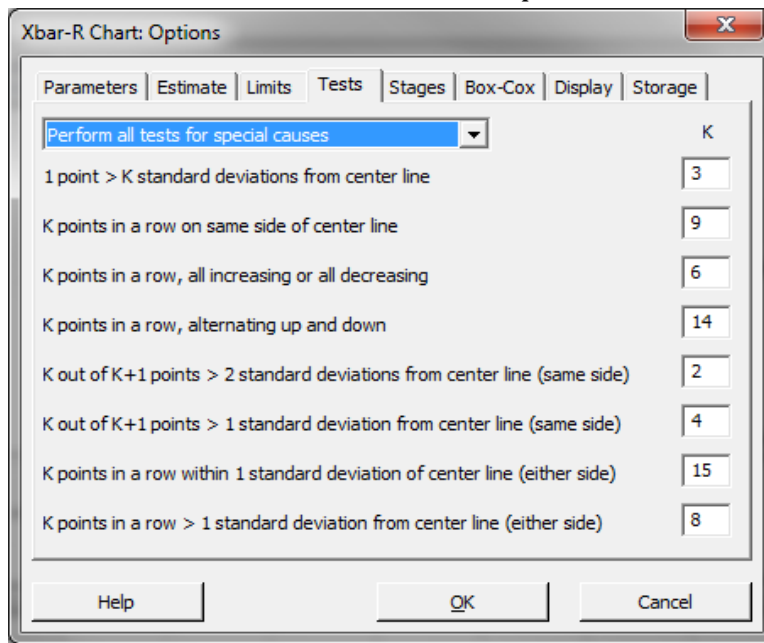 Xbar-R Chart: Options
Parameters Estimate Limits Tests Stages Box-Cox Display Storage
Perform all tests for special causes K
1 point > K standard deviations from center line 3
K points in a row on same side of center line 9
K points in a row, all increasing or all decreasing 6
K points in a row, alternating up and down 14
K out of K+1 points > 2 standard deviations from center line (same side) 2
K out of K+1 points > 1 standard deviation from center line (same side) 4
K points in a row within 1 standard deviation of center line (either side) 15
K points in a row > 1 standard deviation from center line (either side) 8
Help OK Cancel